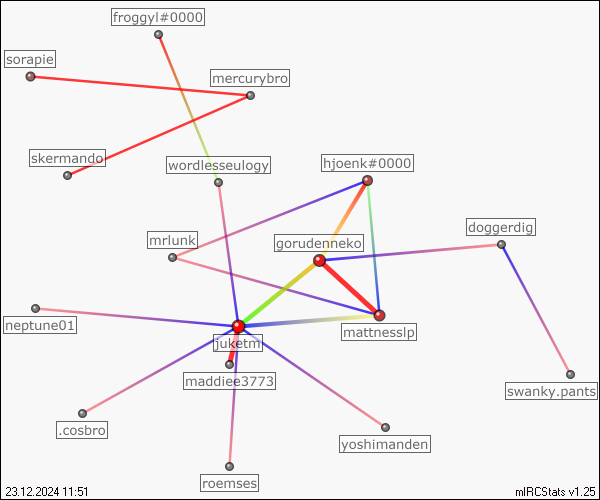 froggyl#0000
sorapie
mercurybro
skermando
wordlesseulogy
hjoenk#0000
doggerdig
mrlunk
gorudenneko
neptune01
juketm
mattnesslp
maddiee3773
swanky.pants
.cosbro
yoshimanden
roemses
23.12.2024 11:51
mIRCStats v1.25